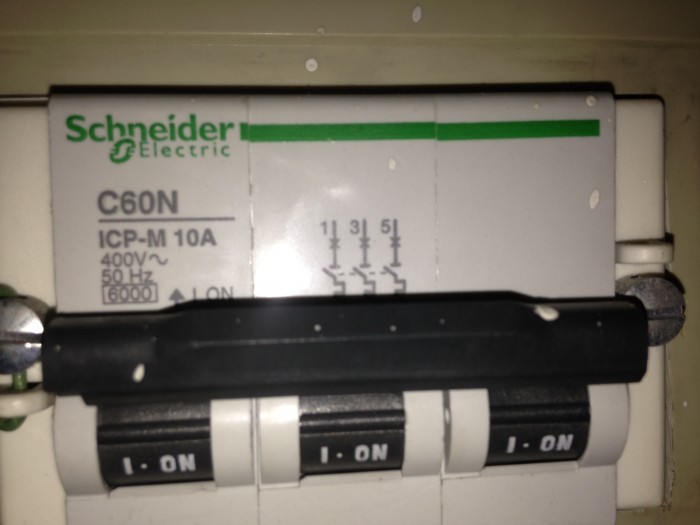 Schneider
Electric
C60N
ICP-M 10A
400V~
50 Hz
6000
I.ON
1 3 5
I · ON
I · ON
I · ON